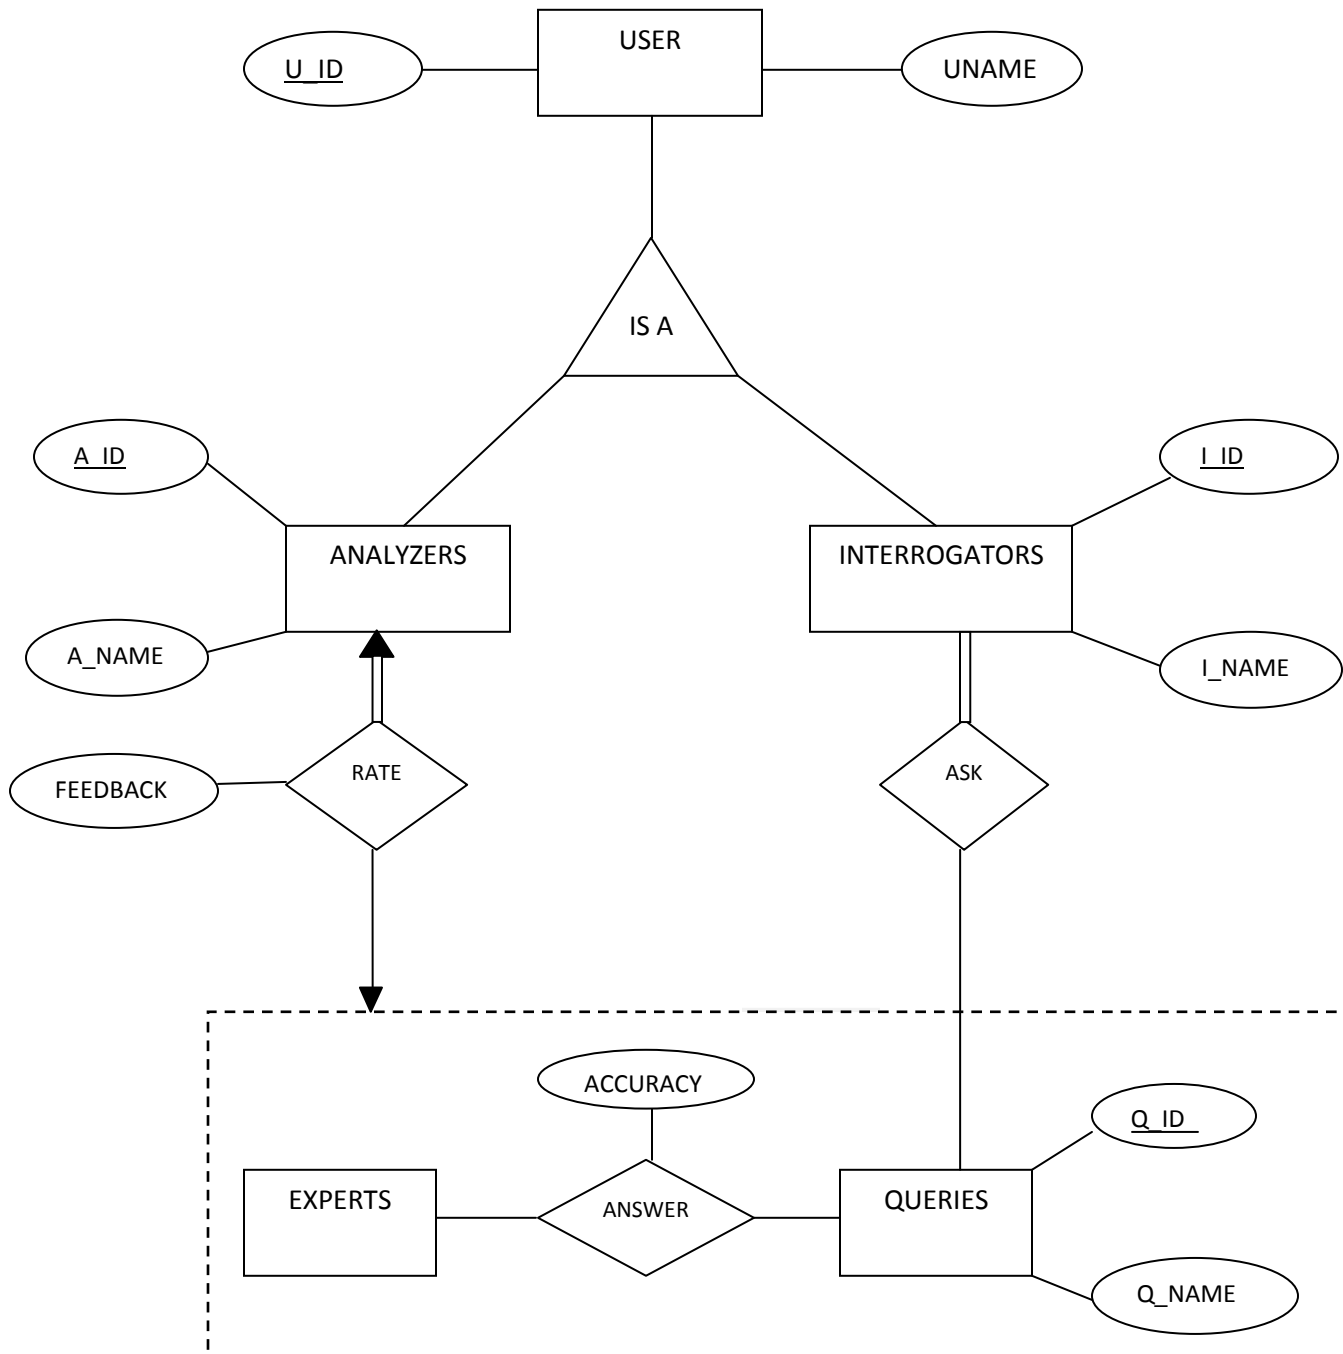 USER
U_ID
UNAME
IS A
A_ID
I_ID
ANALYZERS
INTERROGATORS
A_NAME
I_NAME
FEEDBACK
RATE
ASK
ACCURACY
Q_ID
EXPERTS
ANSWER
QUERIES
Q_NAME